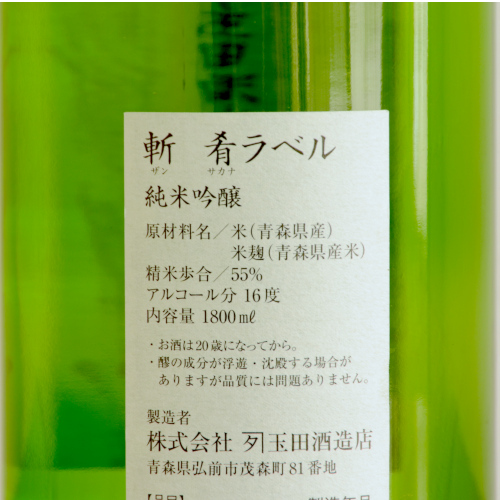 斬 肴ラベル
ザン サカナ
純米吟醸
原材料名／米(青森県産)
米麹(青森県産米)
精米歩合／55%
アルコール分 16度
内容量 1800㎖
・お酒は20歳になってから。
・醪の成分が浮遊・沈殿する場合が
ありますが品質には問題ありません。
製造者
株式会社 玉田酒造店
青森県弘前市茂森町81番地